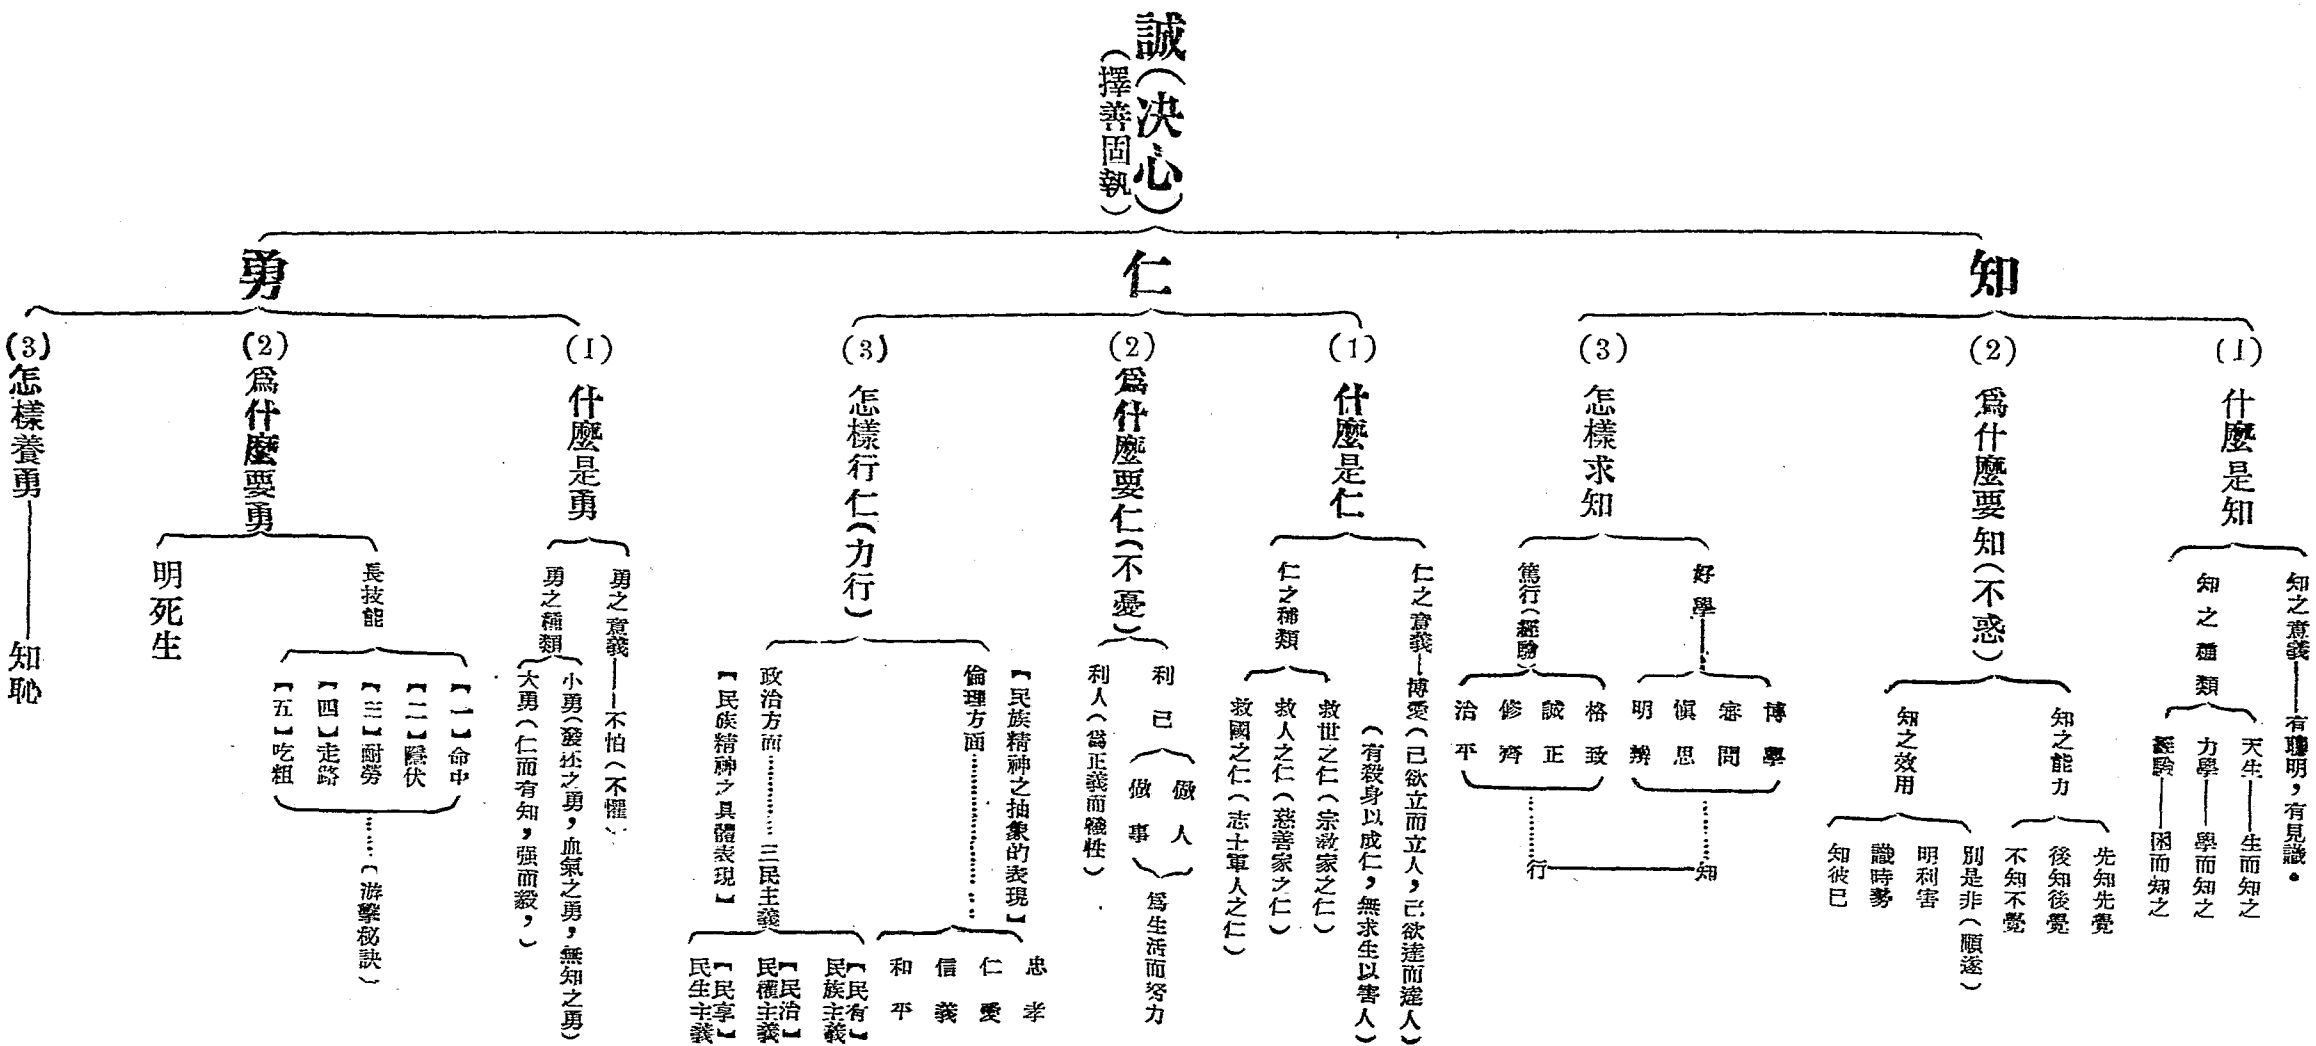 誠(决心)
(擇善固執)
知
(1)
什麼是知
知之意義
有聰明,有見識。
知之種類
天生
生而知之
力學
學而知之
經驗
困而知之
(2)
爲什麼要知(不惑)
知之能力
先知先覺
後知後覺
不知不覺
知之效用
別是非(順逆)
明利害
識時勢
知彼已
(3)
怎樣求知
好學
博學
審問
慎思
明辨
知
篤行(經驗)
格致
誠正
修齊
治平
行
仁
(1)
什麼是仁
仁之意義
博愛(已欲立而立人,已欲達而達人)
(有殺身以成仁,無求生以害人)
仁之種類
救世之仁(宗教家之仁)
救人之仁(慈善家之仁)
救國之仁(志士軍人之仁)
(2)
爲什麼要仁(不憂)
利已
做人
做事
爲生活而努力
利人(爲正義而犧牲)
(3)
怎樣行仁(力行)
【民族精神之抽象的表現】
倫理方面
忠孝
仁愛
信義
和平
政治方面
三民主義
【民族精神之具體表現】
【民有】
民族主義
【民治】
民權主義
【民享】
民生主義
勇
(1)
什麼是勇
勇之意義
不怕(不懼)
勇之種類
小勇(發狂之勇,血氣之勇,無知之勇)
大勇(仁而有知,强而毅,)
(2)
爲什麼要勇
長技能
【一】命中
【二】隱伏
【三】耐勞
【四】走路
【五】吃粗
(游擊秘訣)
明死生
(3)
怎樣養勇
知恥